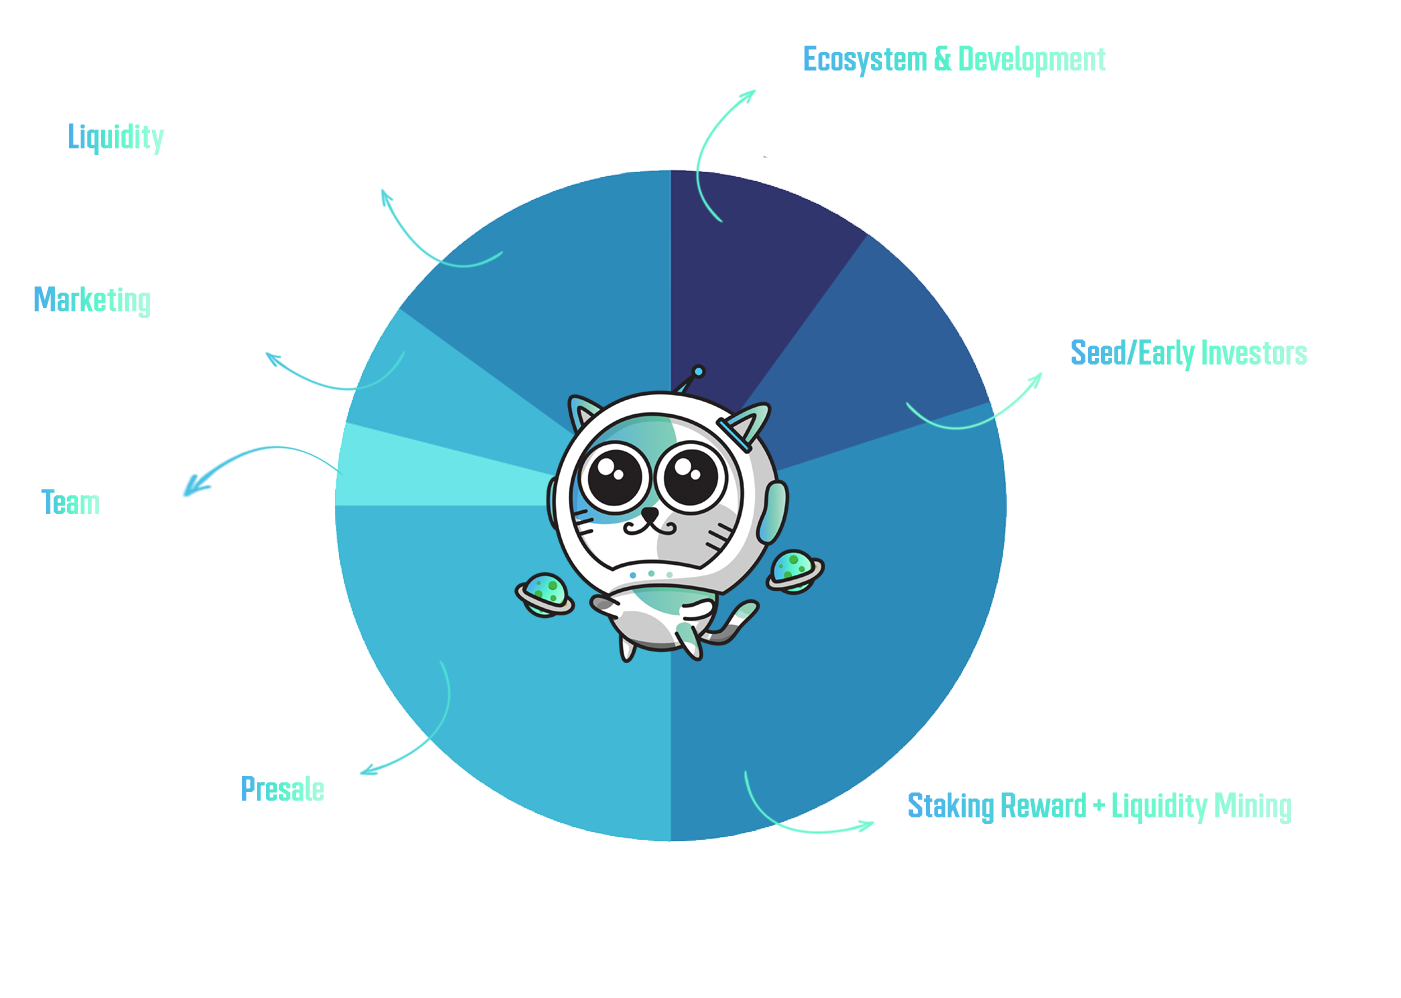 Ecosystem & Development
Liquidity
Marketing
Seed/Early Investors
Team
Presale
Staking Reward + Liquidity Mining